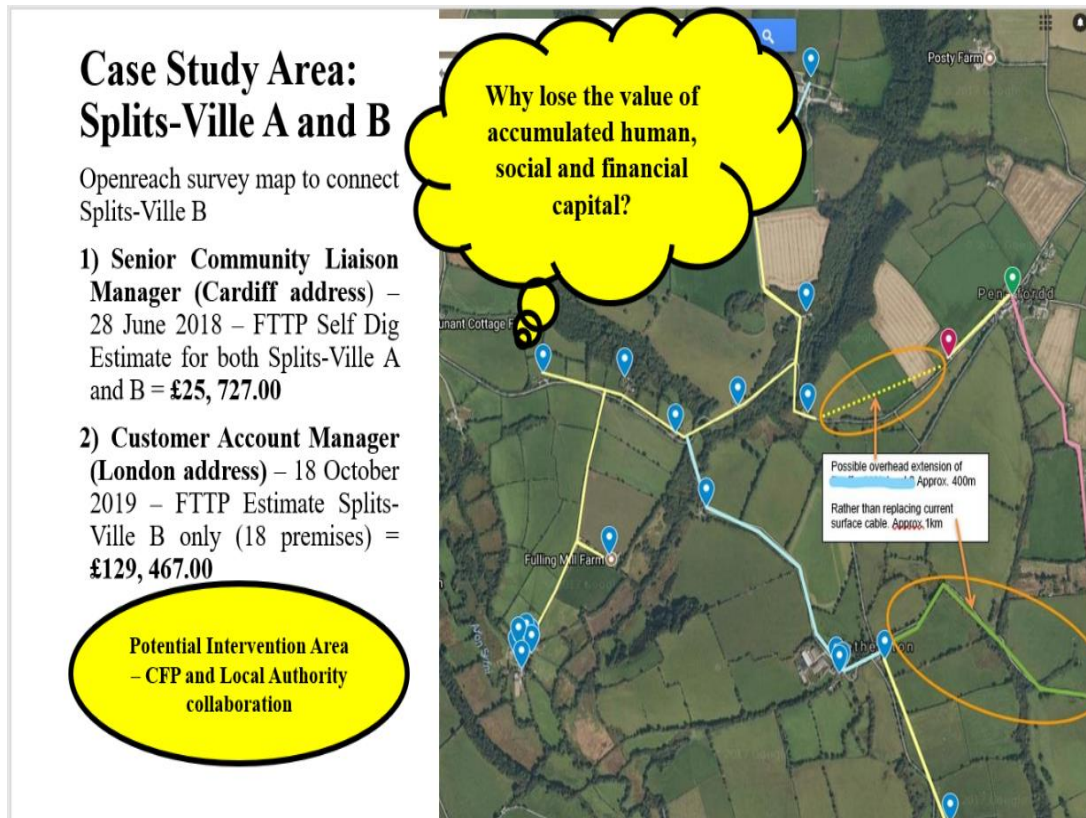 Case Study Area:
Splits-Ville A and B
Openreach survey map to connect
Splits-Ville B
1) Senior Community Liaison
Manager (Cardiff address) –
28 June 2018 – FTTP Self Dig
Estimate for both Splits-Ville A
and B = £25, 727.00
2) Customer Account Manager
(London address) – 18 October
2019 – FTTP Estimate Splits-
Ville B only (18 premises) =
£129, 467.00
Potential Intervention Area
– CFP and Local Authority
collaboration
Why lose the value of
accumulated human,
social and financial
capital?
Posty Farm
unant Cottage F
Pen fordd
Possible overhead extension of
Approx. 400m
Rather than replacing current
surface cable. Approx 1km
Fulling Mill Farm